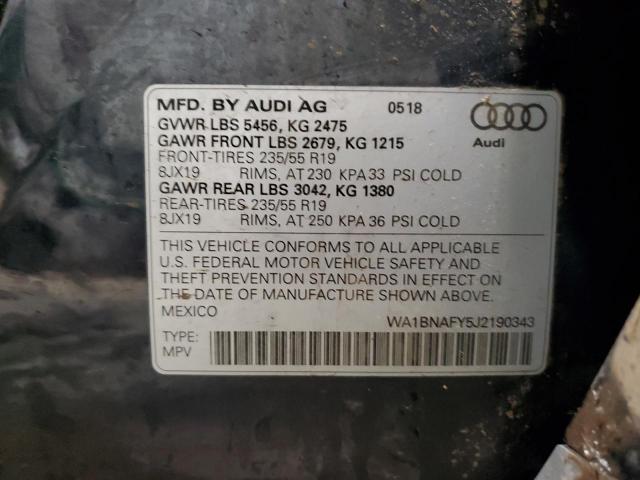 MFD. BY AUDI AG 0518
GVWR LBS 5456, KG 2475
GAWR FRONT LBS 2679, KG 1215
FRONT-TIRES 235/55 R19
8JX19 RIMS, AT 230 KPA 33 PSI COLD
GAWR REAR LBS 3042, KG 1380
REAR-TIRES 235/55 R19
8JX19 RIMS, AT 250 KPA 36 PSI COLD
Audi
THIS VEHICLE CONFORMS TO ALL APPLICABLE
U.S. FEDERAL MOTOR VEHICLE SAFETY AND
THEFT PREVENTION STANDARDS IN EFFECT ON
THE DATE OF MANUFACTURE SHOWN ABOVE.
MEXICO WA1BNAFY5J2190343
TYPE:
MPV